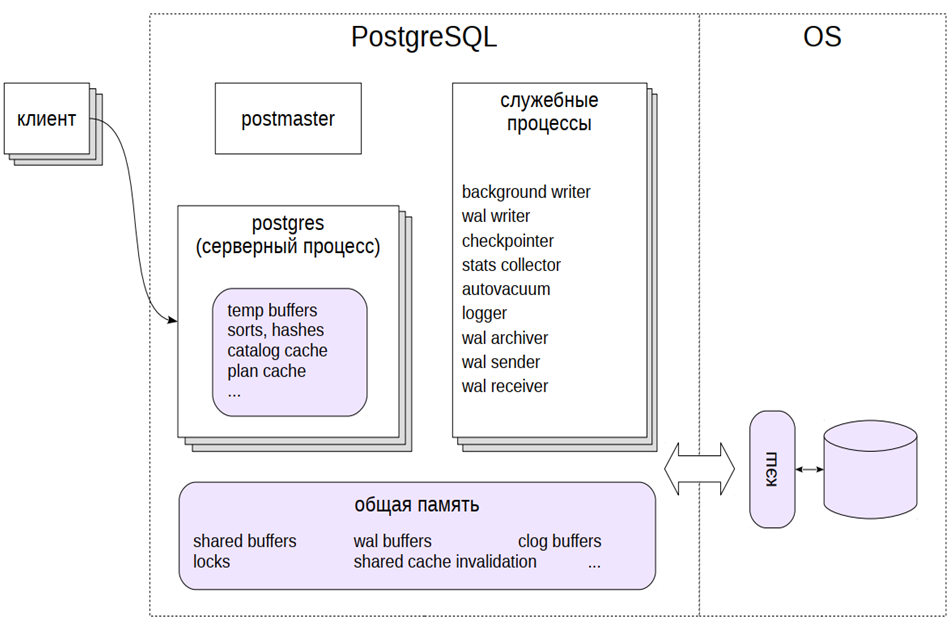 PostgreSQL
OS
клиент
postmaster
служебные
процессы
background writer
wal writer
checkpointer
stats collector
autovacuum
logger
wal archiver
wal sender
wal receiver
postgres
(серверный процесс)
temp buffers
sorts, hashes
catalog cache
plan cache
...
кэш
общая память
shared buffers wal buffers clog buffers
locks shared cache invalidation ...